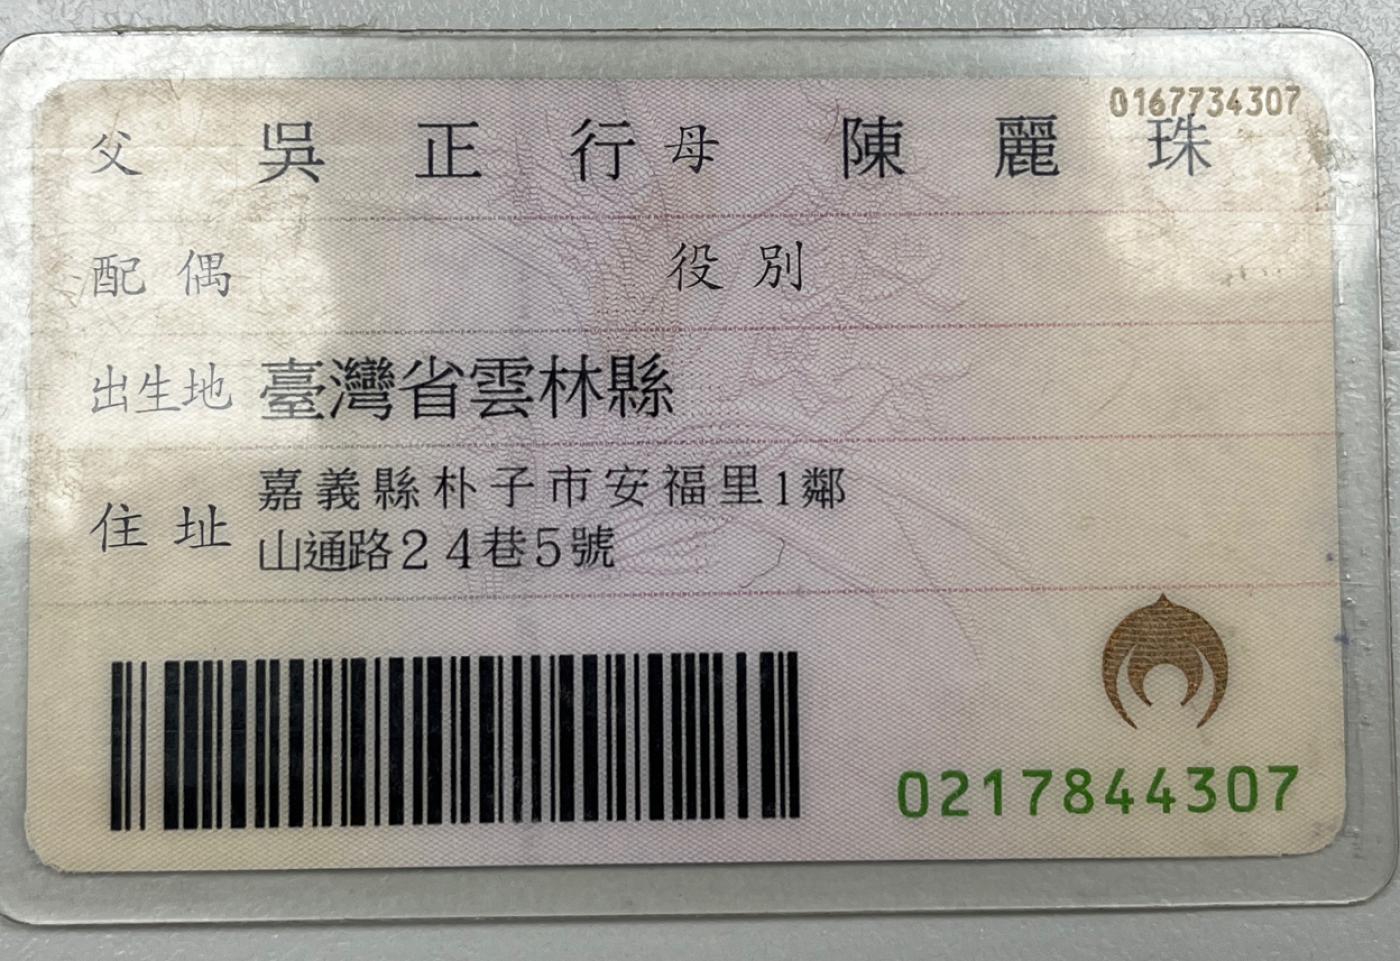 0167734307
父 吳正行 母 陳麗珠
配偶 役別
出生地 臺灣省雲林縣
住址 嘉義縣朴子市安福里1鄰
山通路24巷5號
0217844307